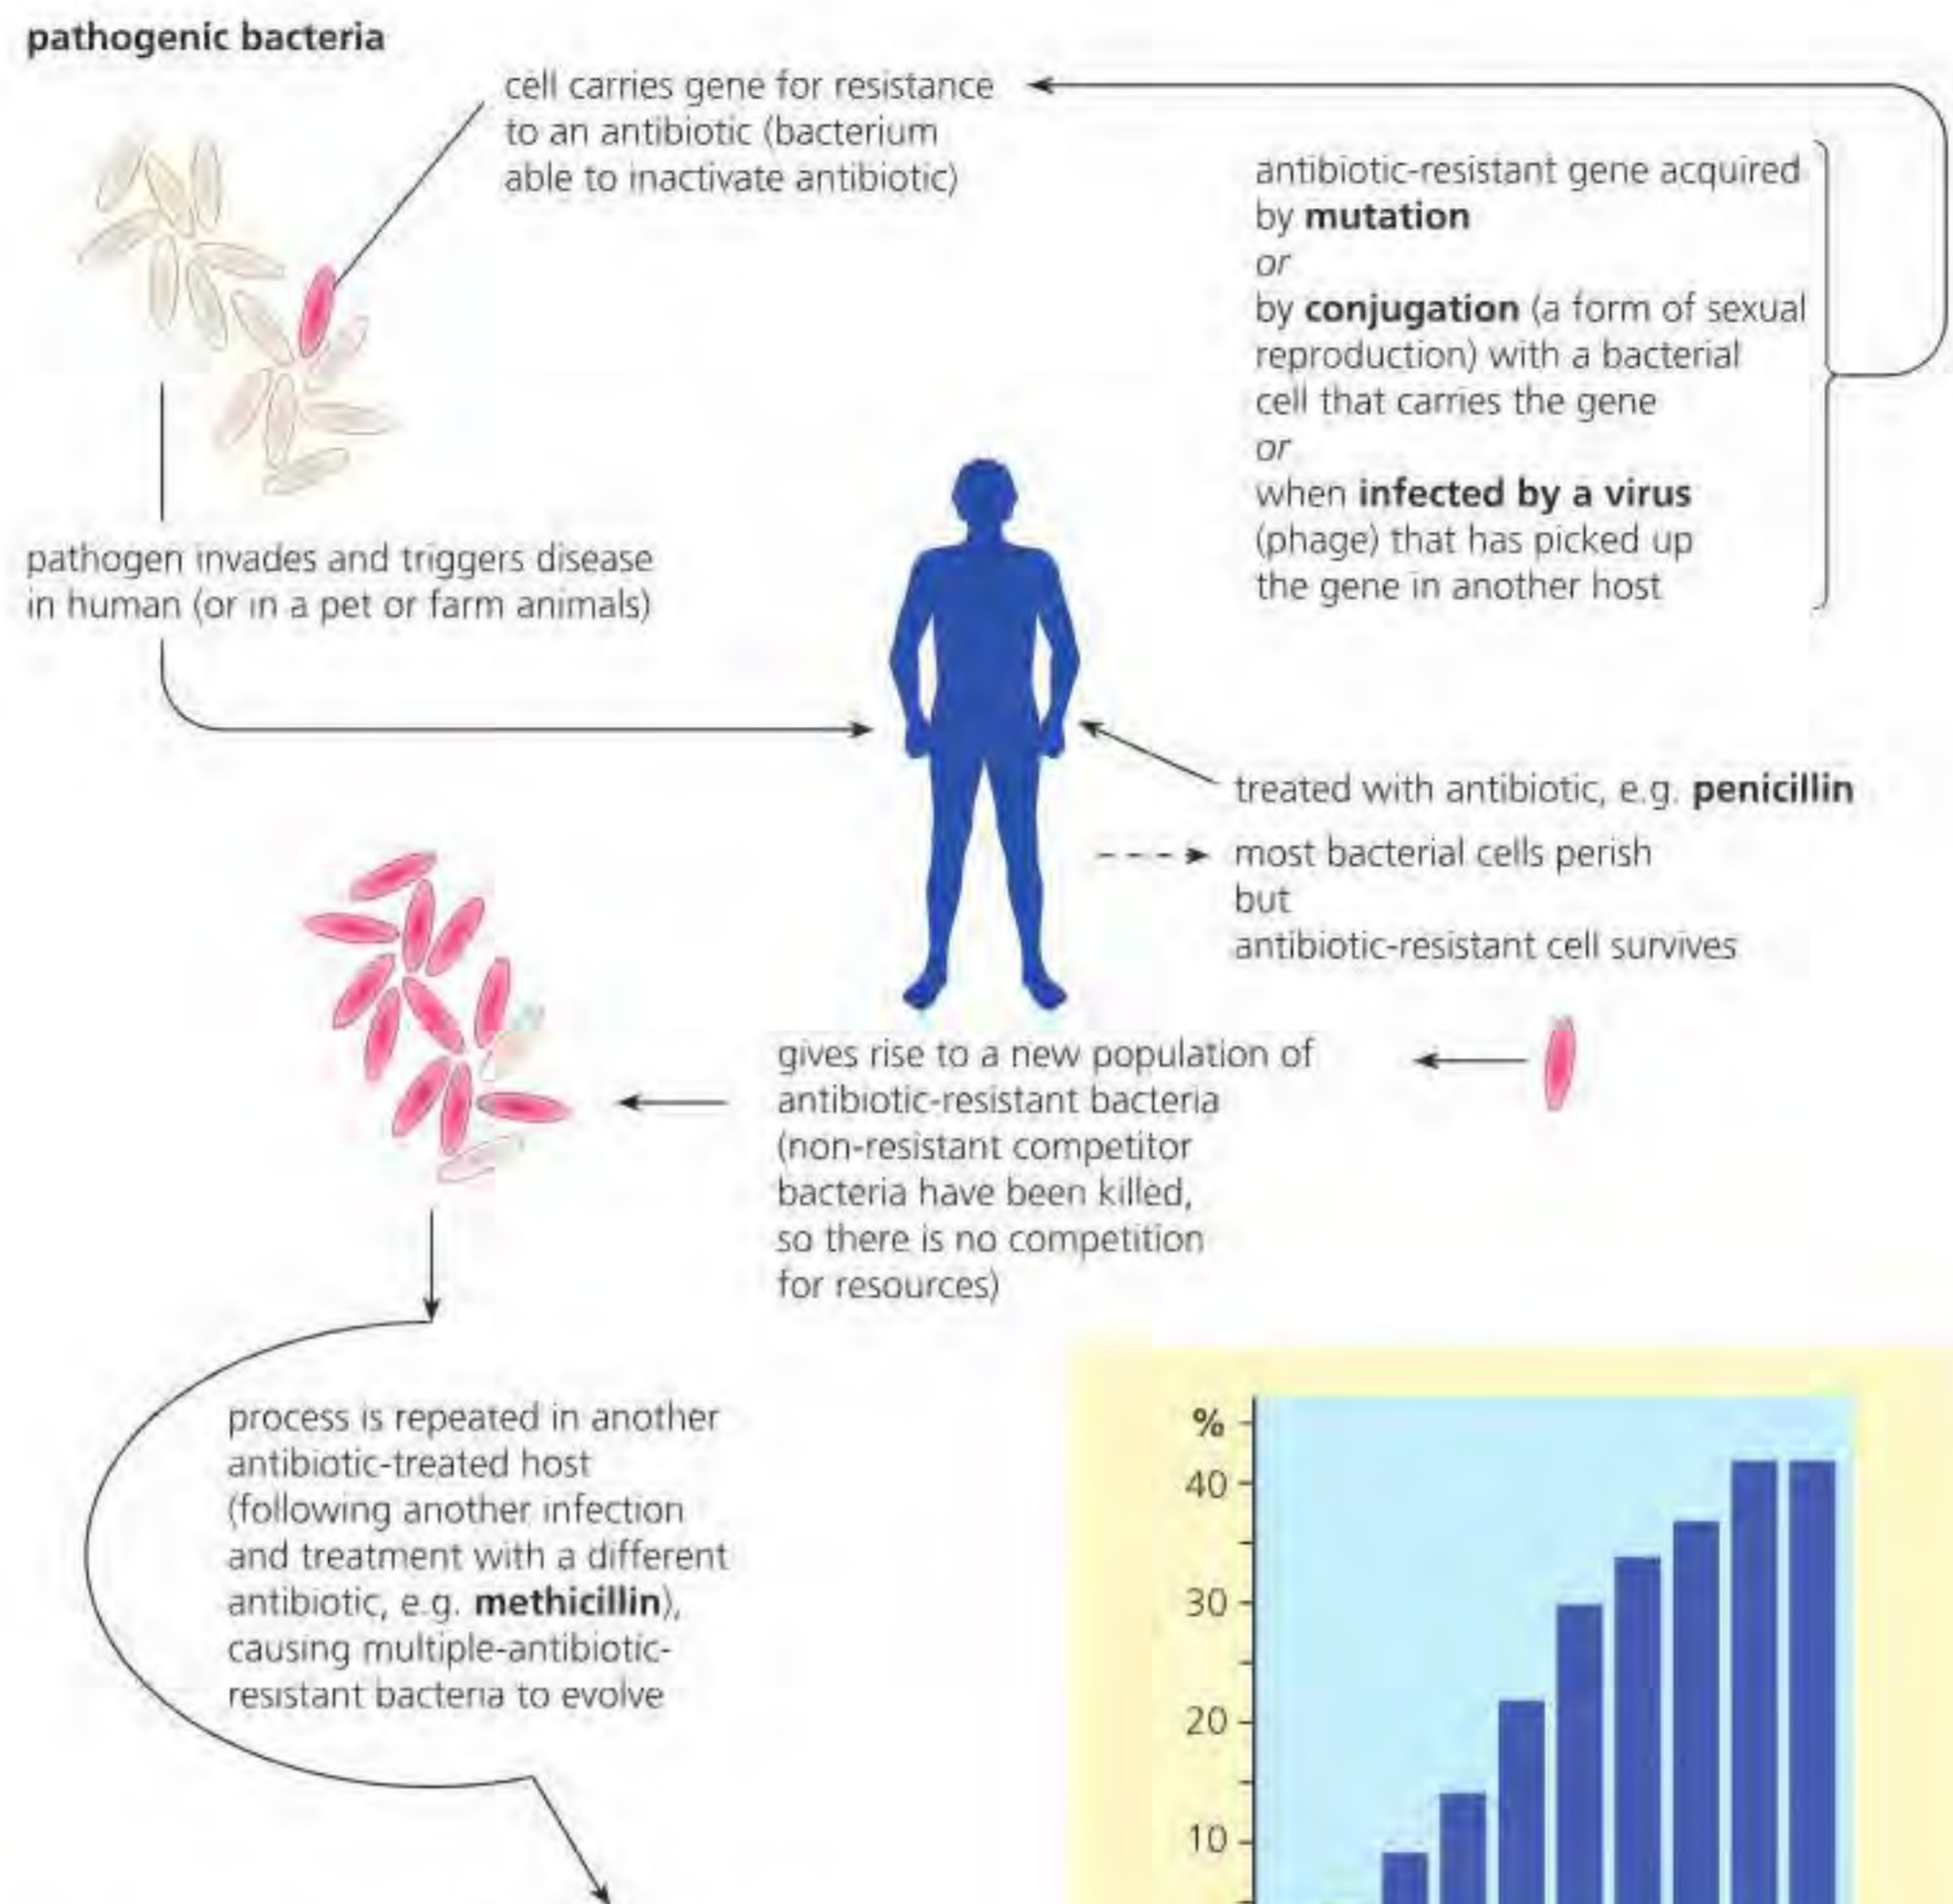 pathogenic bacteria
cell carries gene for resistance
to an antibiotic (bacterium
able to inactivate antibiotic)
antibiotic-resistant gene acquired
by mutation
or
by conjugation (a form of sexual
reproduction) with a bacterial
cell that carries the gene
or
when infected by a virus
(phage) that has picked up
the gene in another host
pathogen invades and triggers disease
in human (or in a pet or farm animals)
treated with antibiotic, e.g. penicillin
most bacterial cells perish
but
antibiotic-resistant cell survives
gives rise to a new population of
antibiotic-resistant bacteria
(non-resistant competitor
bacteria have been killed,
so there is no competition
for resources)
process is repeated in another
antibiotic-treated host
(following another infection
and treatment with a different
antibiotic, e.g. methicillin),
causing multiple-antibiotic-
resistant bacteria to evolve
%
40
30
20
10